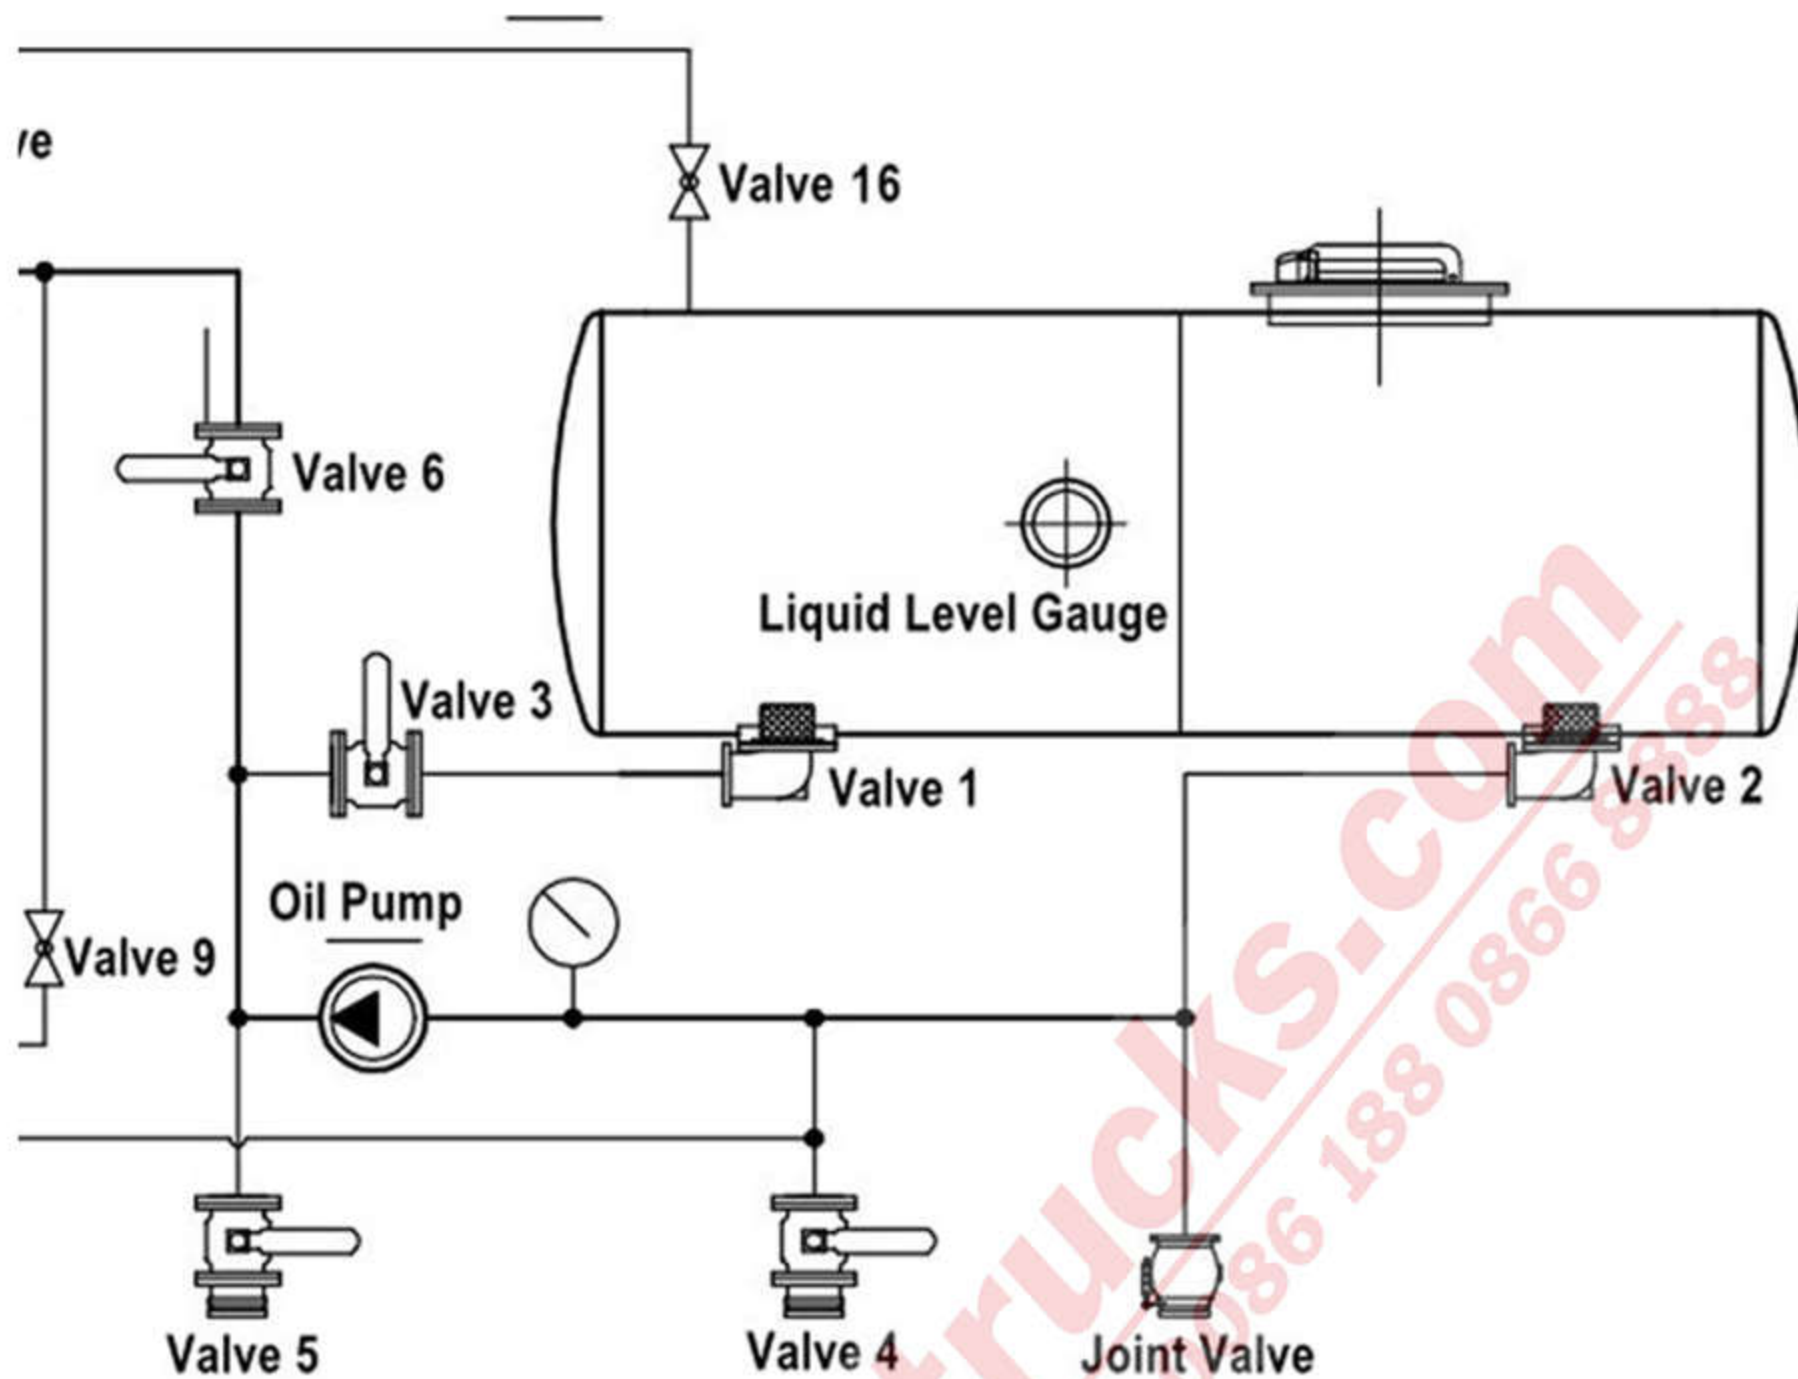 Valve 16
Valve 6
Liquid Level Gauge
Valve 3
Valve 1
Valve 2
Oil Pump
Valve 9
Valve 5
Valve 4
Joint Valve
trucks.com
0086 188 0866 8888